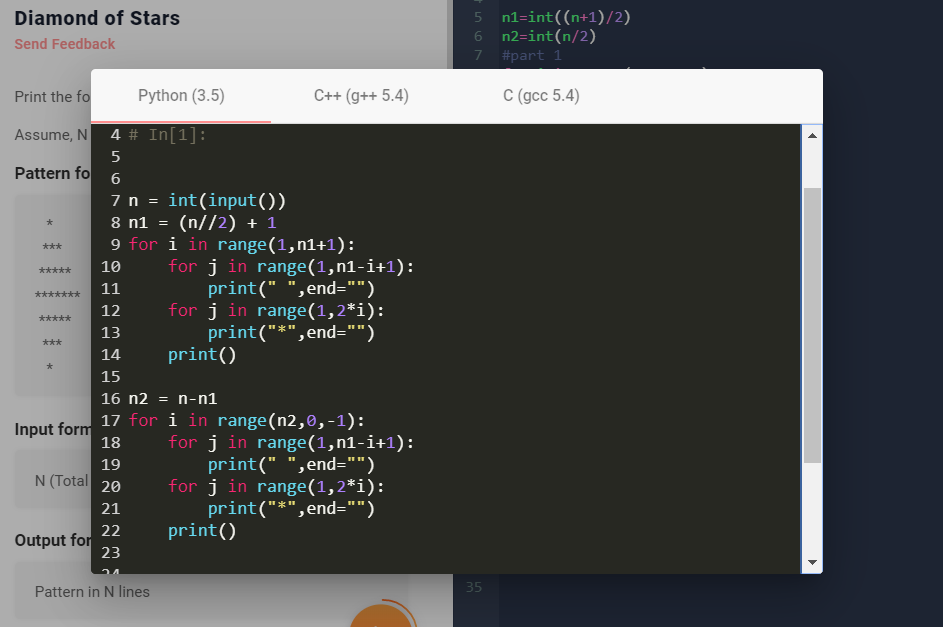 Diamond of Stars
Send Feedback
Print the fo
Assume, N
Pattern fo
*
***
*****
*******
*****
***
*
Input form
N (Total
Output for
Pattern in N lines
5 n1=int((n+1)/2)
6 n2=int(n/2)
7 #part 1
35
Python (3.5)
C++ (g++ 5.4)
C (gcc 5.4)
4 # In[1]:
5
6
7 n = int(input())
8 n1 = (n//2) + 1
9 for i in range(1,n1+1):
10     for j in range(1,n1-i+1):
11         print(" ",end="")
12     for j in range(1,2*i):
13         print("*",end="")
14     print()
15
16 n2 = n-n1
17 for i in range(n2,0,-1):
18     for j in range(1,n1-i+1):
19         print(" ",end="")
20     for j in range(1,2*i):
21         print("*",end="")
22     print()
23
24